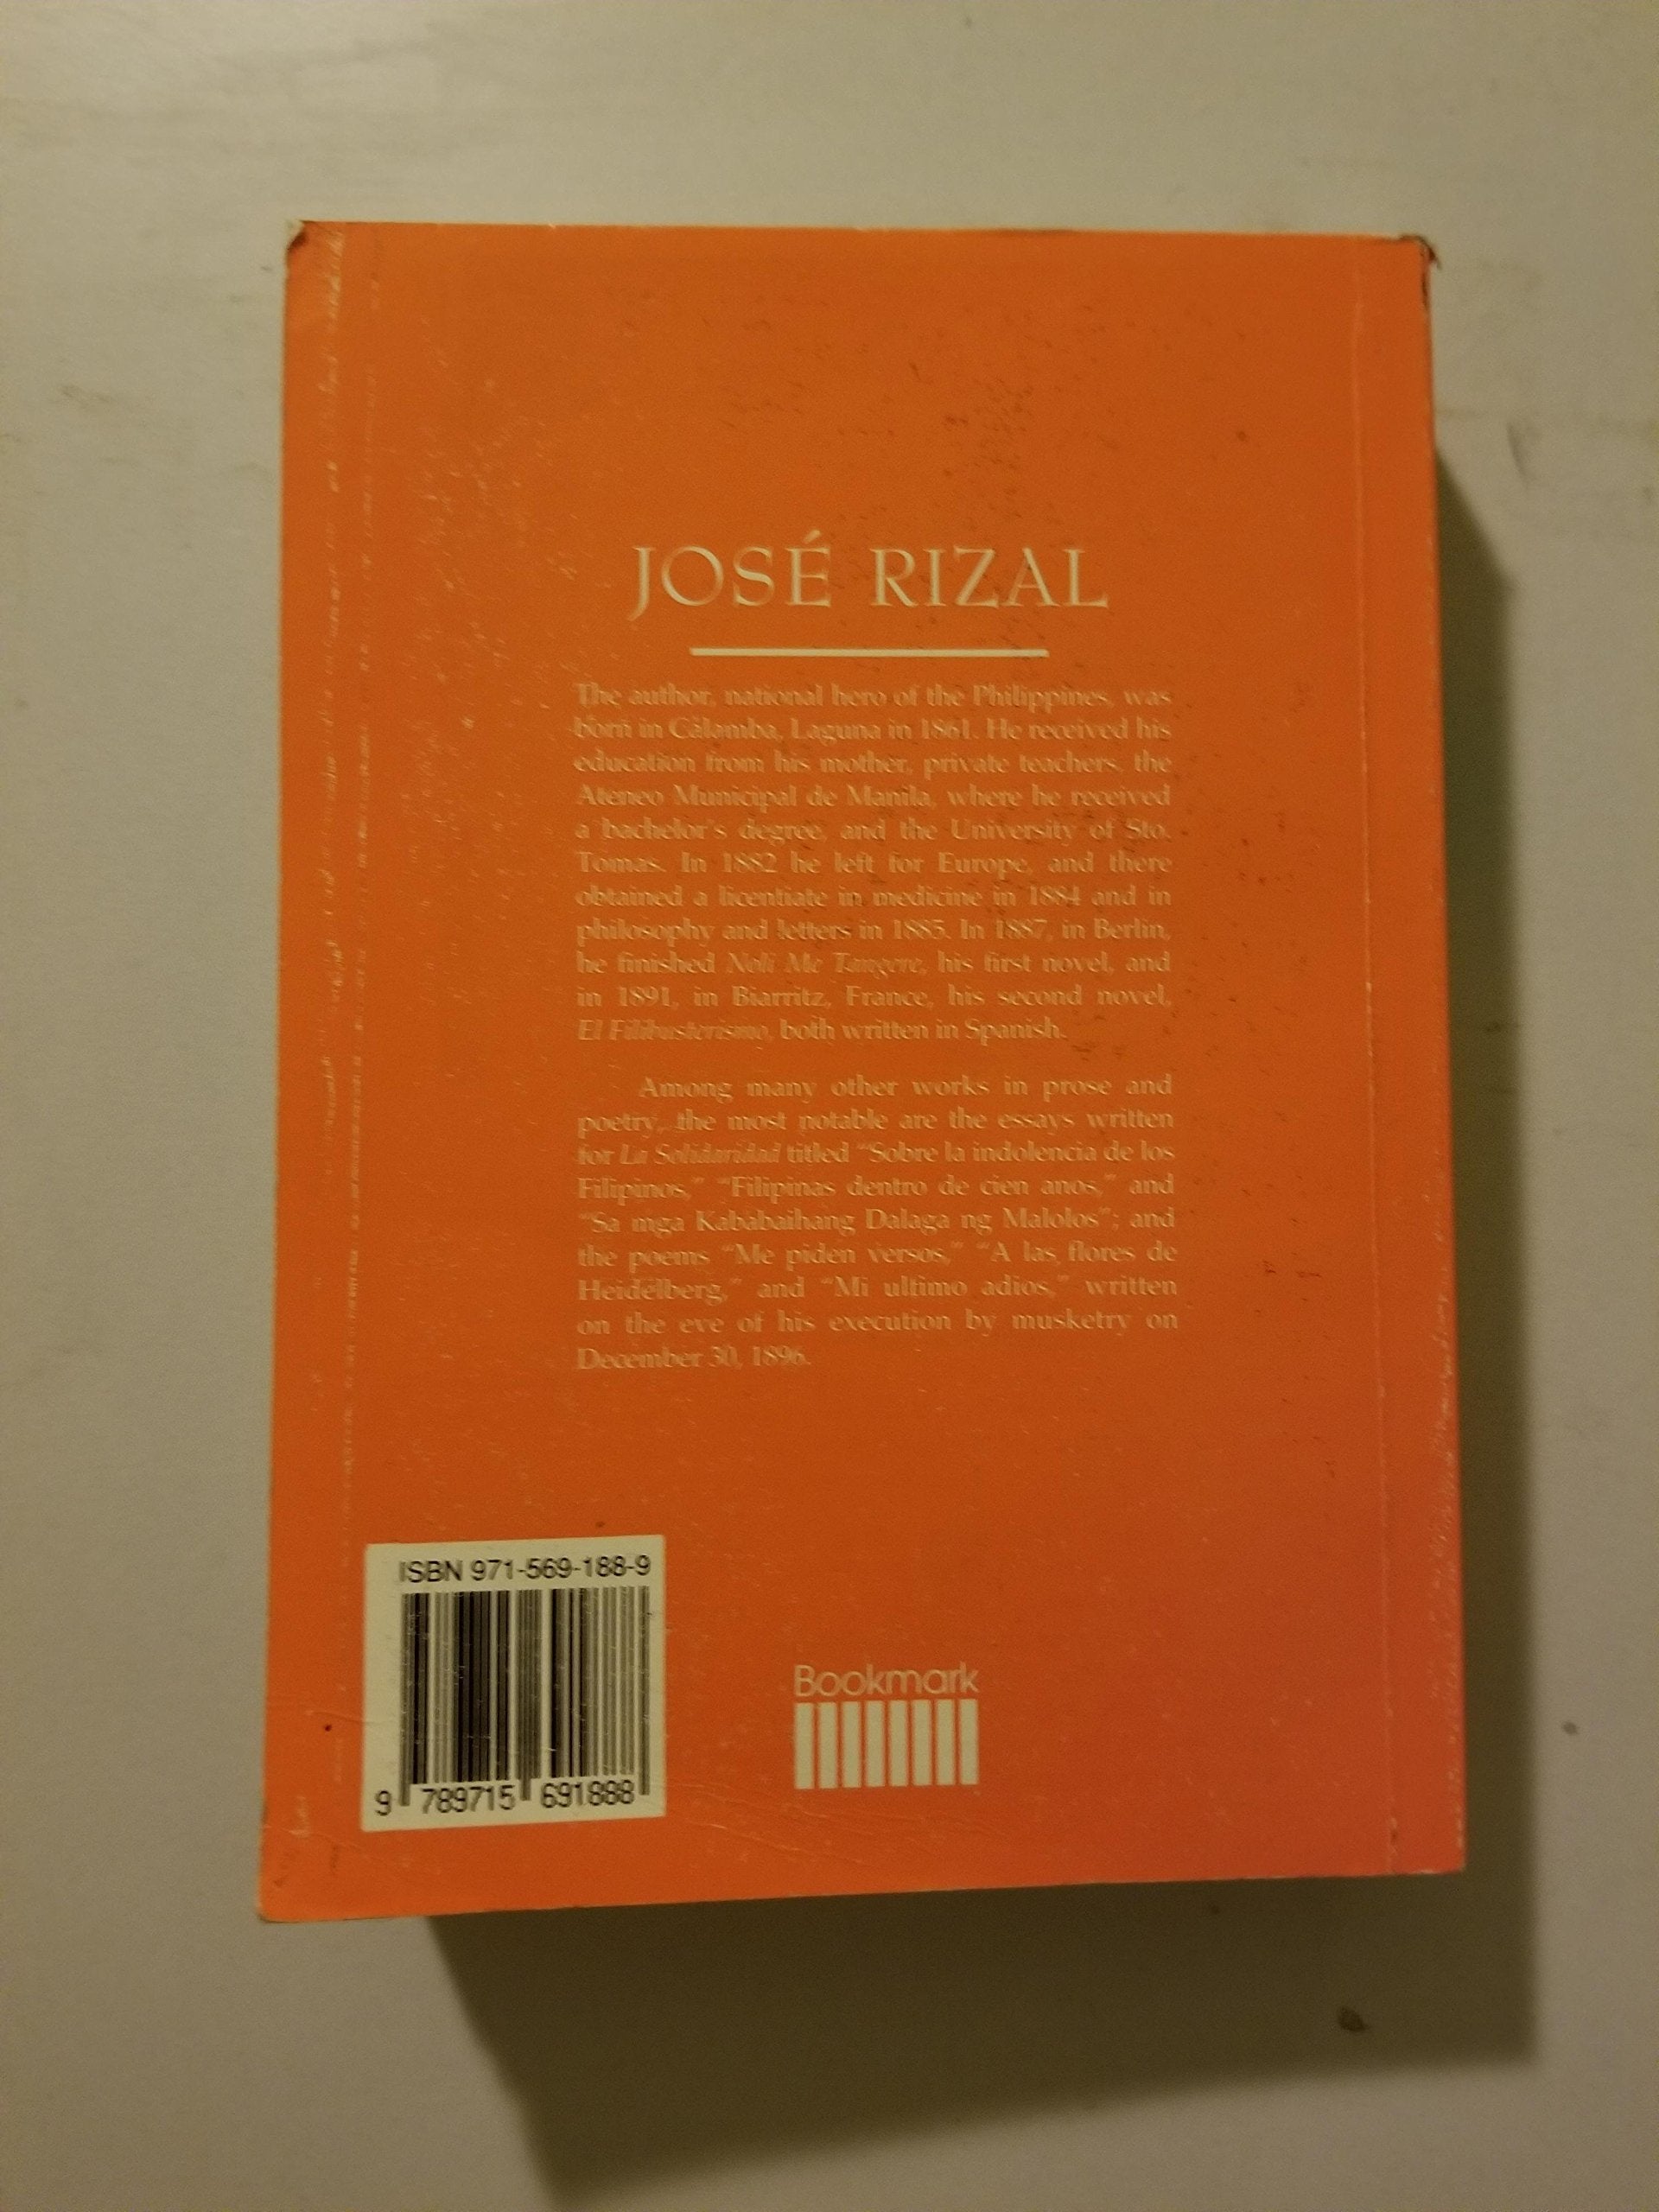 JOSÉ RIZAL
The author, national hero of the Philippines, was
born in Calamba, Laguna in 1861. He received his
education from his mother, private teachers, the
Ateneo Municipal de Manila, where he received
a bachelor's degree, and the University of Sto.
Tomas. In 1882 he left for Europe, and there
obtained a licentiate in medicine in 1884 and in
philosophy and letters in 1885. In 1887, in Berlin,
he finished Noli Me Tangere, his first novel, and
in 1891, in Biarritz, France, his second novel,
El Filibusterismo, both written in Spanish.
Among many other works in prose and
poetry, the most notable are the essays written
for La Solidaridad titled “Sobre la indolencia de los
Filipinos,” “Filipinas dentro de cien anos,” and
“Sa mga Kababaihang Dalaga ng Malolos”; and
the poems “Me piden versos,” “A las flores de
Heidelberg,” and “Mi ultimo adios,” written
on the eve of his execution by musketry on
December 30, 1896.
ISBN 971-569-188-9
9 789715 691888
Bookmark